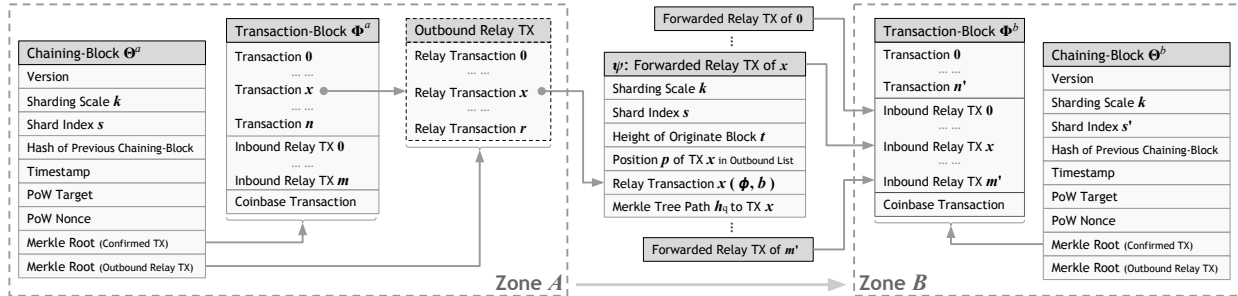 Chaining-Block Θᵃ
Version
Sharding Scale k
Shard Index s
Hash of Previous Chaining-Block
Timestamp
PoW Target
PoW Nonce
Merkle Root (Confirmed TX)
Merkle Root (Outbound Relay TX)
Transaction-Block Φᵃ
Transaction 0
... ...
Transaction x
... ...
Transaction n
Inbound Relay TX 0
... ...
Inbound Relay TX m
Coinbase Transaction
Outbound Relay TX
Relay Transaction 0
... ...
Relay Transaction x
... ...
Relay Transaction r
Zone A
Forwarded Relay TX of 0
...
ψ: Forwarded Relay TX of x
Sharding Scale k
Shard Index s
Height of Originate Block t
Position p of TX x in Outbound List
Relay Transaction x ( ϕ, b )
Merkle Tree Path hq to TX x
...
Forwarded Relay TX of m'
Transaction-Block Φᵇ
Transaction 0
... ...
Transaction n'
Inbound Relay TX 0
... ...
Inbound Relay TX x
... ...
Inbound Relay TX m'
Coinbase Transaction
Chaining-Block Θᵇ
Version
Sharding Scale k
Shard Index s'
Hash of Previous Chaining-Block
Timestamp
PoW Target
PoW Nonce
Merkle Root (Confirmed TX)
Merkle Root (Outbound Relay TX)
Zone B